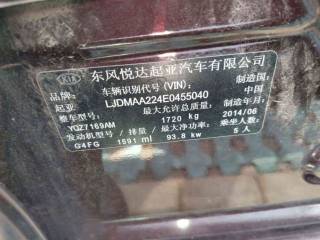 KIA 东风悦达起亚汽车有限公司
品牌: 车辆识别代号(VIN): 制造国:
起亚 LJDMAA224E0455040 中国
整车型号: 最大允许总质量: 制造年月:
YQZ7169AM 1720 kg 2014/06
发动机型号/排量/最大净功率: 乘坐人数:
G4FG 1591 ml 93.8 kw 5人